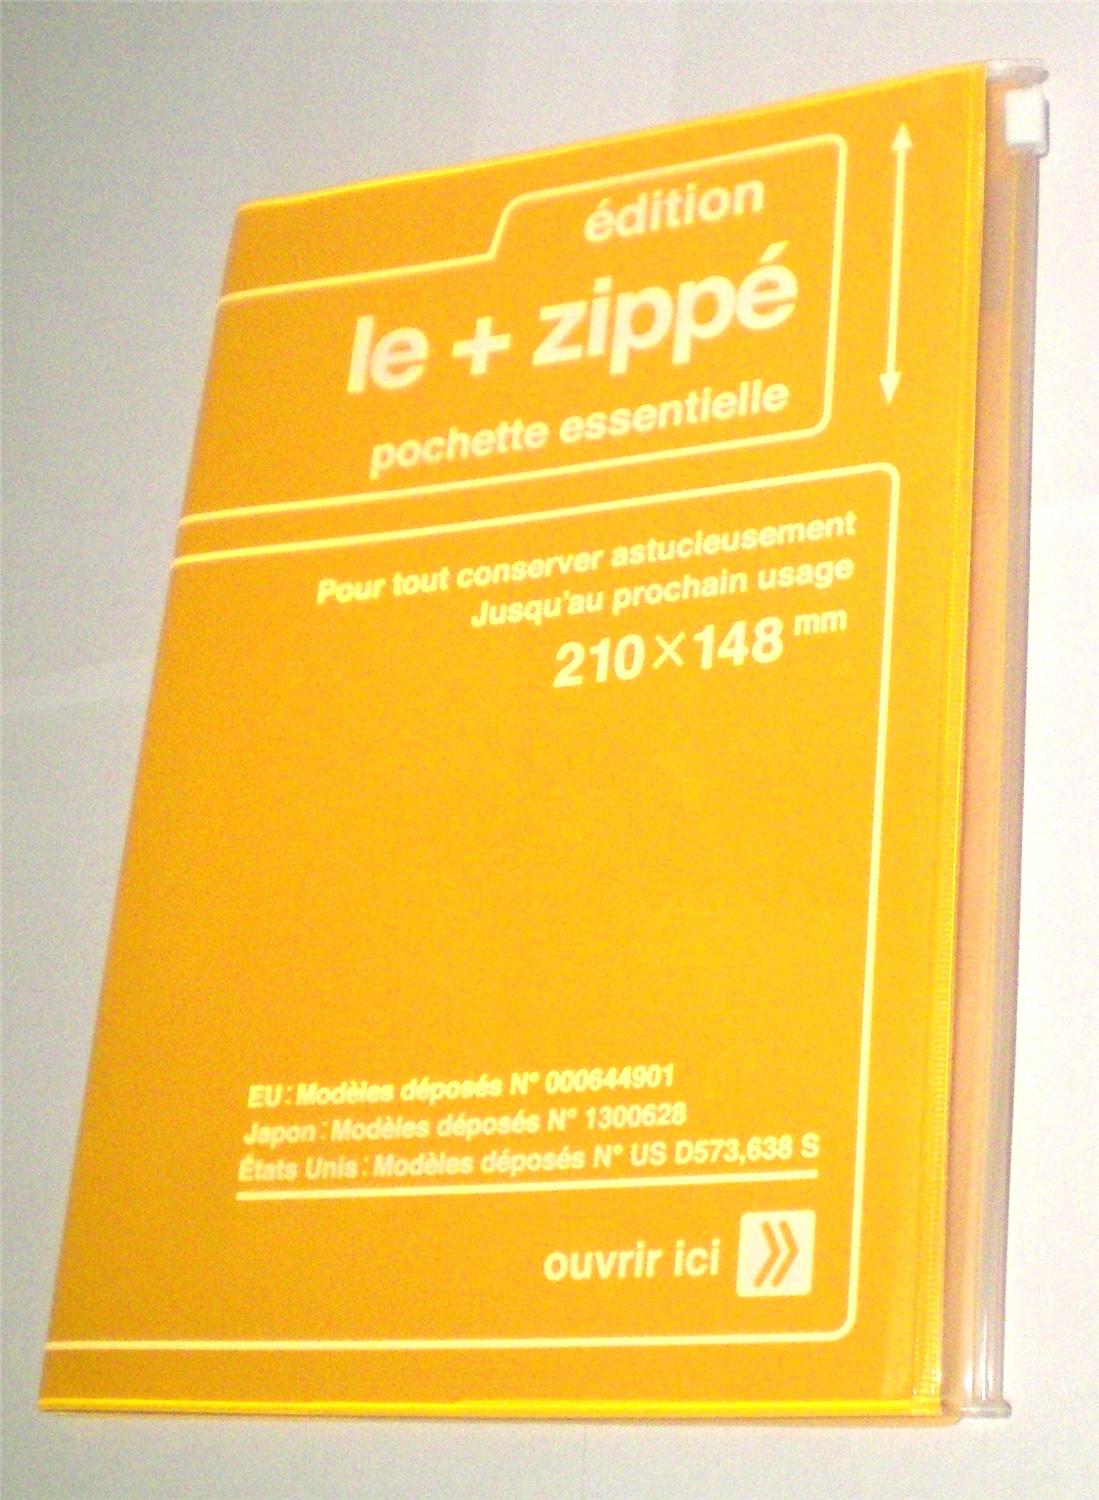 édition
le + zippé
pochette essentielle
Pour tout conserver astucieusement
Jusqu'au prochain usage
210×148 mm
EU : Modèles déposés N° 000644901
Japon : Modèles déposés N° 1300628
États Unis : Modèles déposés N° US D573,638 S
ouvrir ici